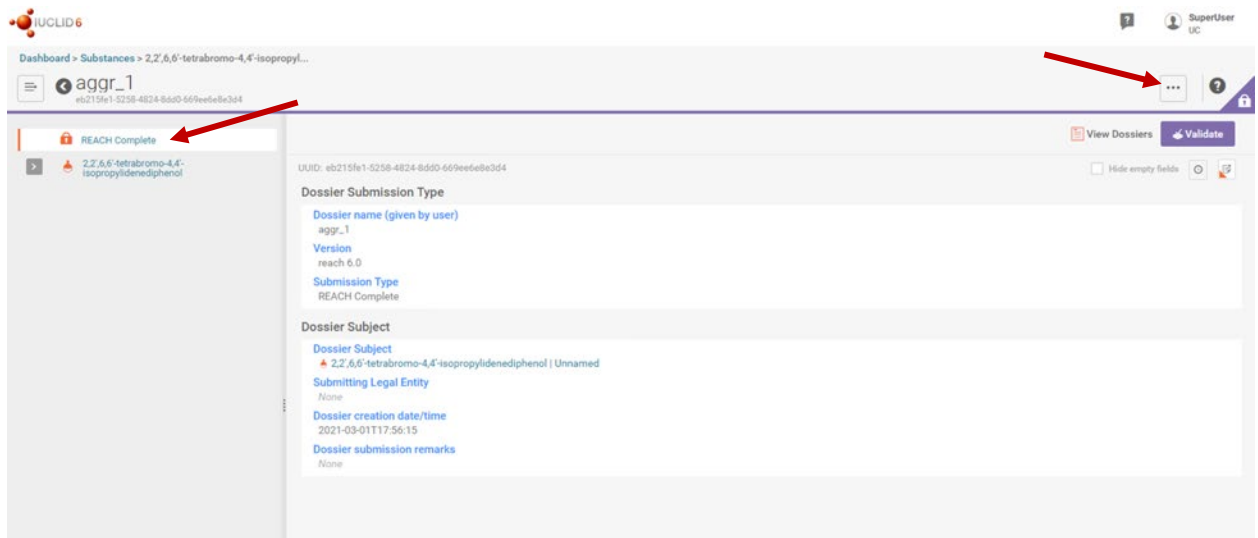 IUCLID 6
SuperUser
UC
Dashboard > Substances > 2,2',6,6'-tetrabromo-4,4'-isopropyl...
aggr_1
eb215fe1-5258-4824-8dd0-669ee6e8e3d4
REACH Complete
View Dossiers
Validate
2,2',6,6'-tetrabromo-4,4'-
isopropylidenediphenol
UUID: eb215fe1-5258-4824-8dd0-669ee6e8e3d4
Hide empty fields
Dossier Submission Type
Dossier name (given by user)
aggr_1
Version
reach 6.0
Submission Type
REACH Complete
Dossier Subject
Dossier Subject
2,2',6,6'-tetrabromo-4,4'-isopropylidenediphenol | Unnamed
Submitting Legal Entity
None
Dossier creation date/time
2021-03-01T17:56:15
Dossier submission remarks
None